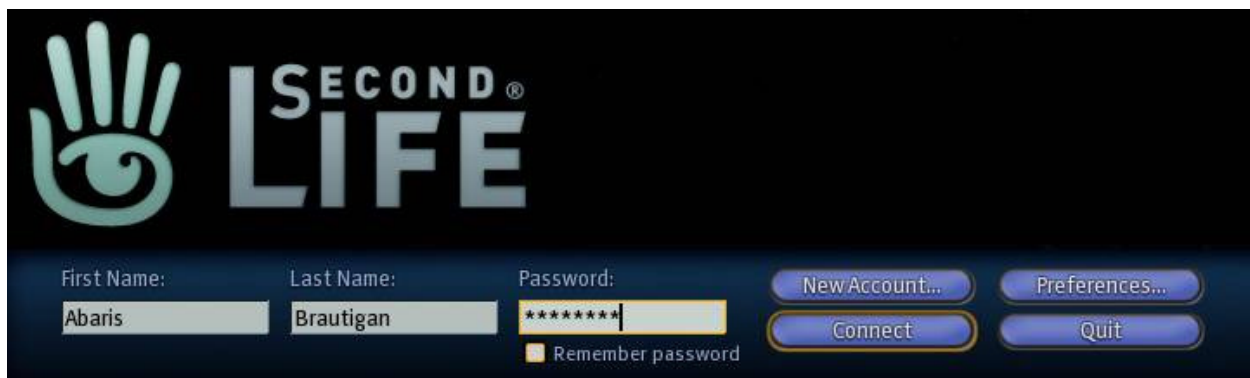 SECOND®
LIFE
First Name: Last Name: Password: New Account... Preferences...
Abaris Brautigan ******** Connect Quit
Remember password